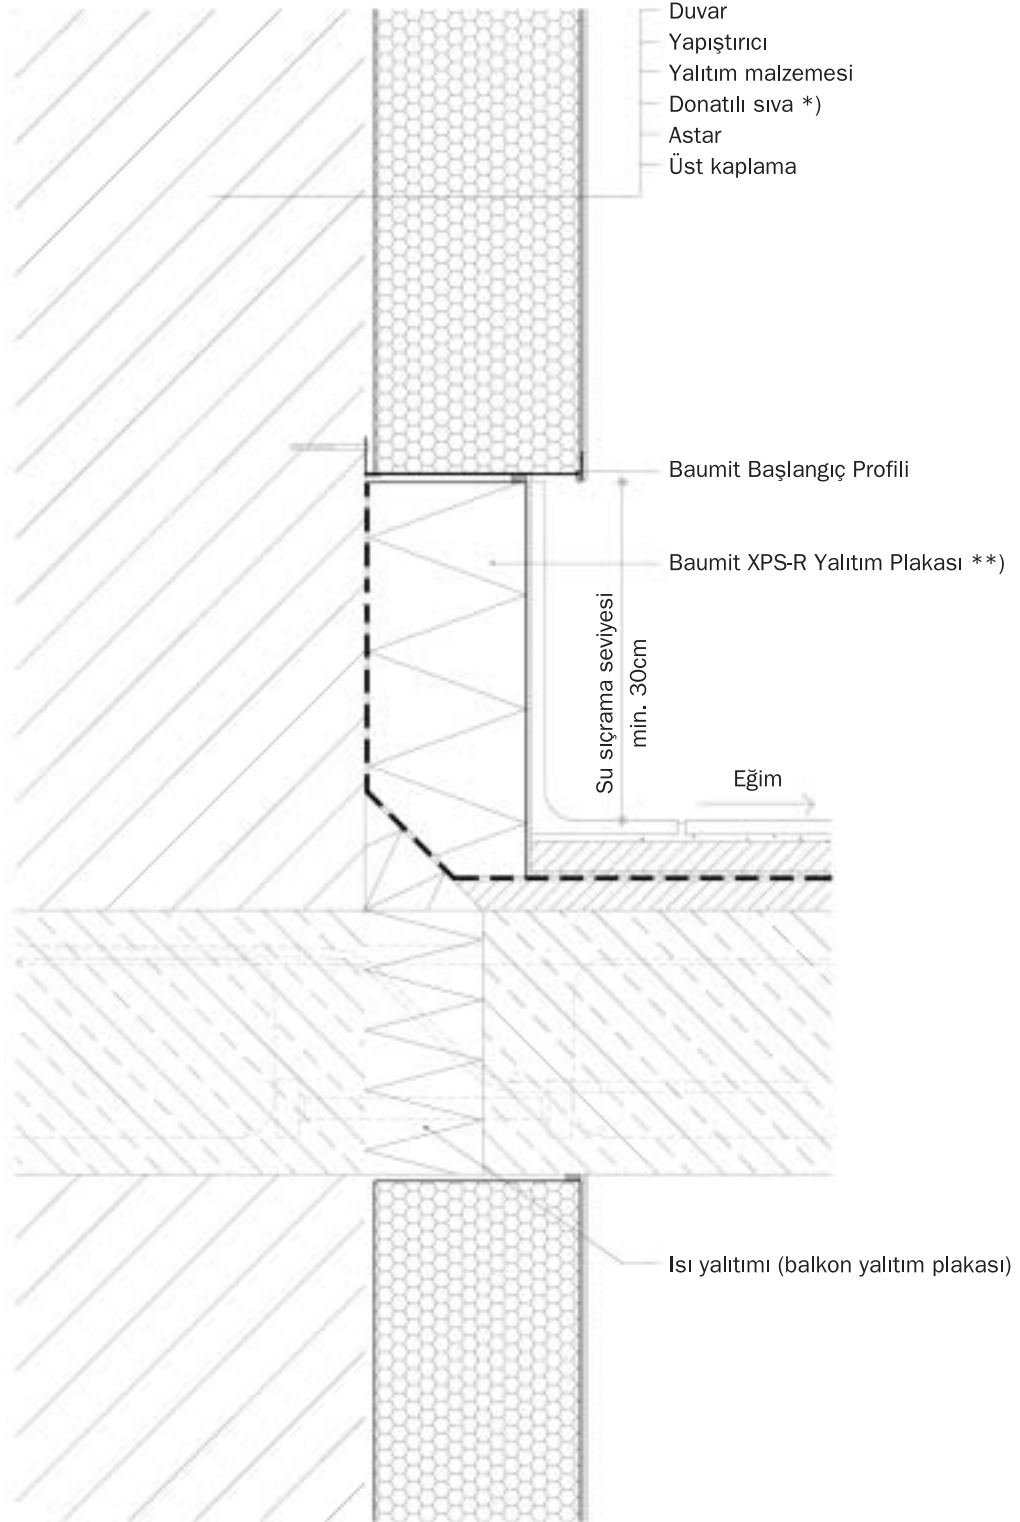 Duvar
Yapıştırıcı
Yalıtım malzemesi
Donatılı sıva *)
Astar
Üst kaplama
Baumit Başlangıç Profili
Baumit XPS-R Yalıtım Plakası **)
Su sıçrama seviyesi
min. 30cm
Eğim
Isı yalıtımı (balkon yalıtım plakası)